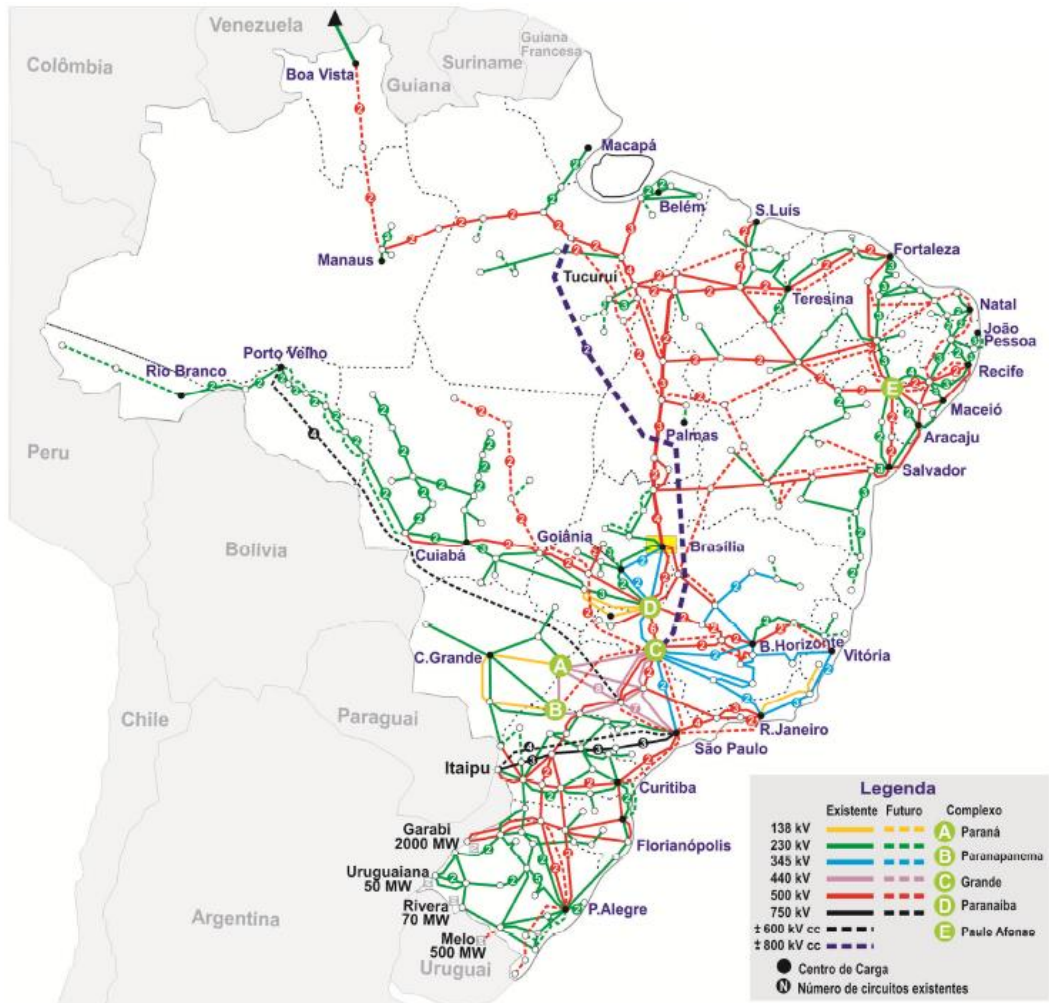 Venezuela
Guiana
Francesa
Suriname
Colômbia
Boa Vista
Guiana
Macapá
Belém
S.Luís
Manaus
Fortaleza
Tucuruí
Teresina
Natal
João
Pessoa
Porto Velho
Rio Branco
Recife
Maceió
Palmas
Aracaju
Peru
Salvador
Cuiabá
Goiânia
Brasília
Bolívia
B.Horizonte
Vitória
C.Grande
Paraguai
Chile
R.Janeiro
São Paulo
Itaipu
Curitiba
Garabi
2000 MW
Florianópolis
Uruguaiana
50 MW
Rivera
70 MW
P.Alegre
Argentina
Melo
500 MW
Uruguai
A
B
C
D
E
Legenda
Existente Futuro Complexo
138 kV A Paraná
230 kV
345 kV B Paranapanema
440 kV C Grande
500 kV D Paranaiba
750 kV
± 600 kV cc E Paulo Afonso
± 800 kV cc
Centro de Carga
N Número de circuitos existentes